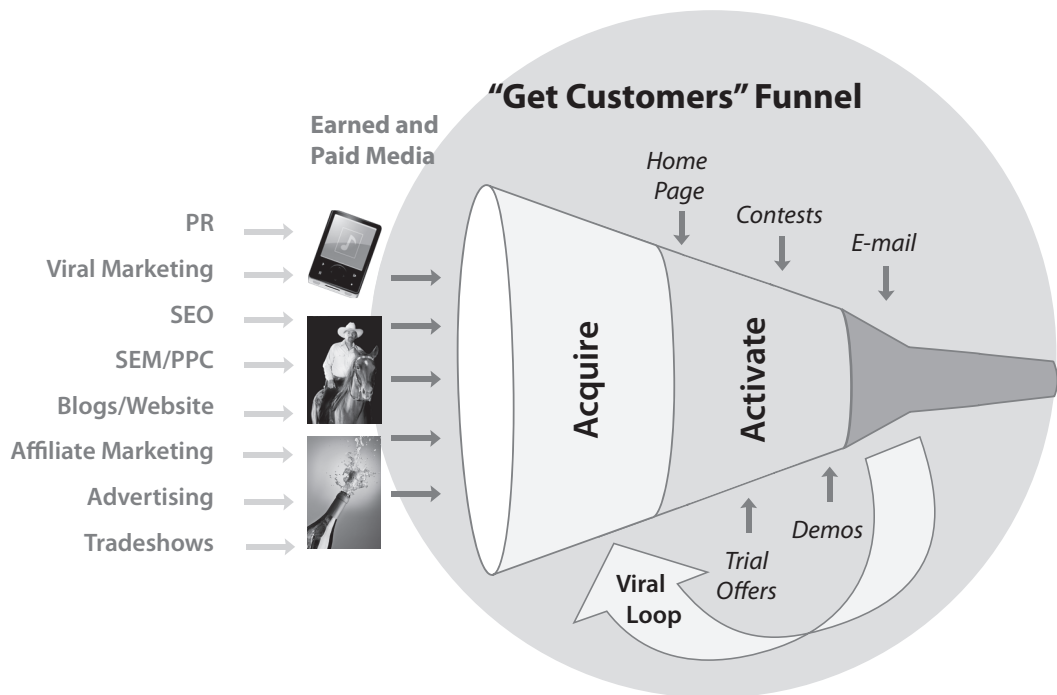 “Get Customers” Funnel
Earned and
Paid Media
PR
Viral Marketing
SEO
SEM/PPC
Blogs/Website
Affiliate Marketing
Advertising
Tradeshows
Home
Page
Contests
E-mail
Acquire
Activate
Demos
Trial
Offers
Viral
Loop